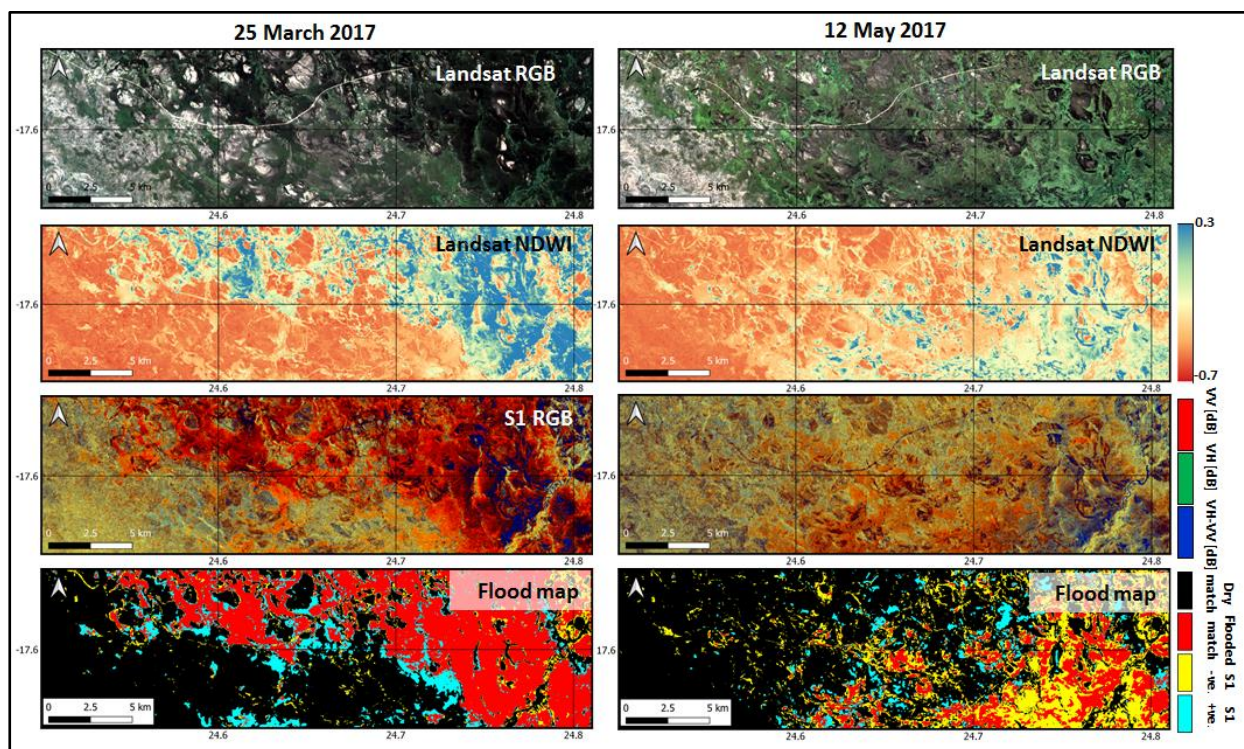 25 March 2017
12 May 2017
Landsat RGB
Landsat RGB
-17.6
-17.6
0 2.5 5 km
0 2.5 5 km
24.6 24.7 24.8
24.6 24.7 24.8
Landsat NDWI
Landsat NDWI
0.3
-17.6
-17.6
0 2.5 5 km
0 2.5 5 km
-0.7
24.6 24.7 24.8
24.6 24.7 24.8
S1 RGB
VV [dB]
VH [dB]
VH-VV [dB]
-17.6
-17.6
0 2.5 5 km
0 2.5 5 km
24.6 24.7 24.8
24.6 24.7 24.8
Flood map
Flood map
Dry
match
Flooded
match
S1
-ve.
S1
+ve.
-17.6
-17.6
0 2.5 5 km
0 2.5 5 km
24.6 24.7 24.8
24.6 24.7 24.8